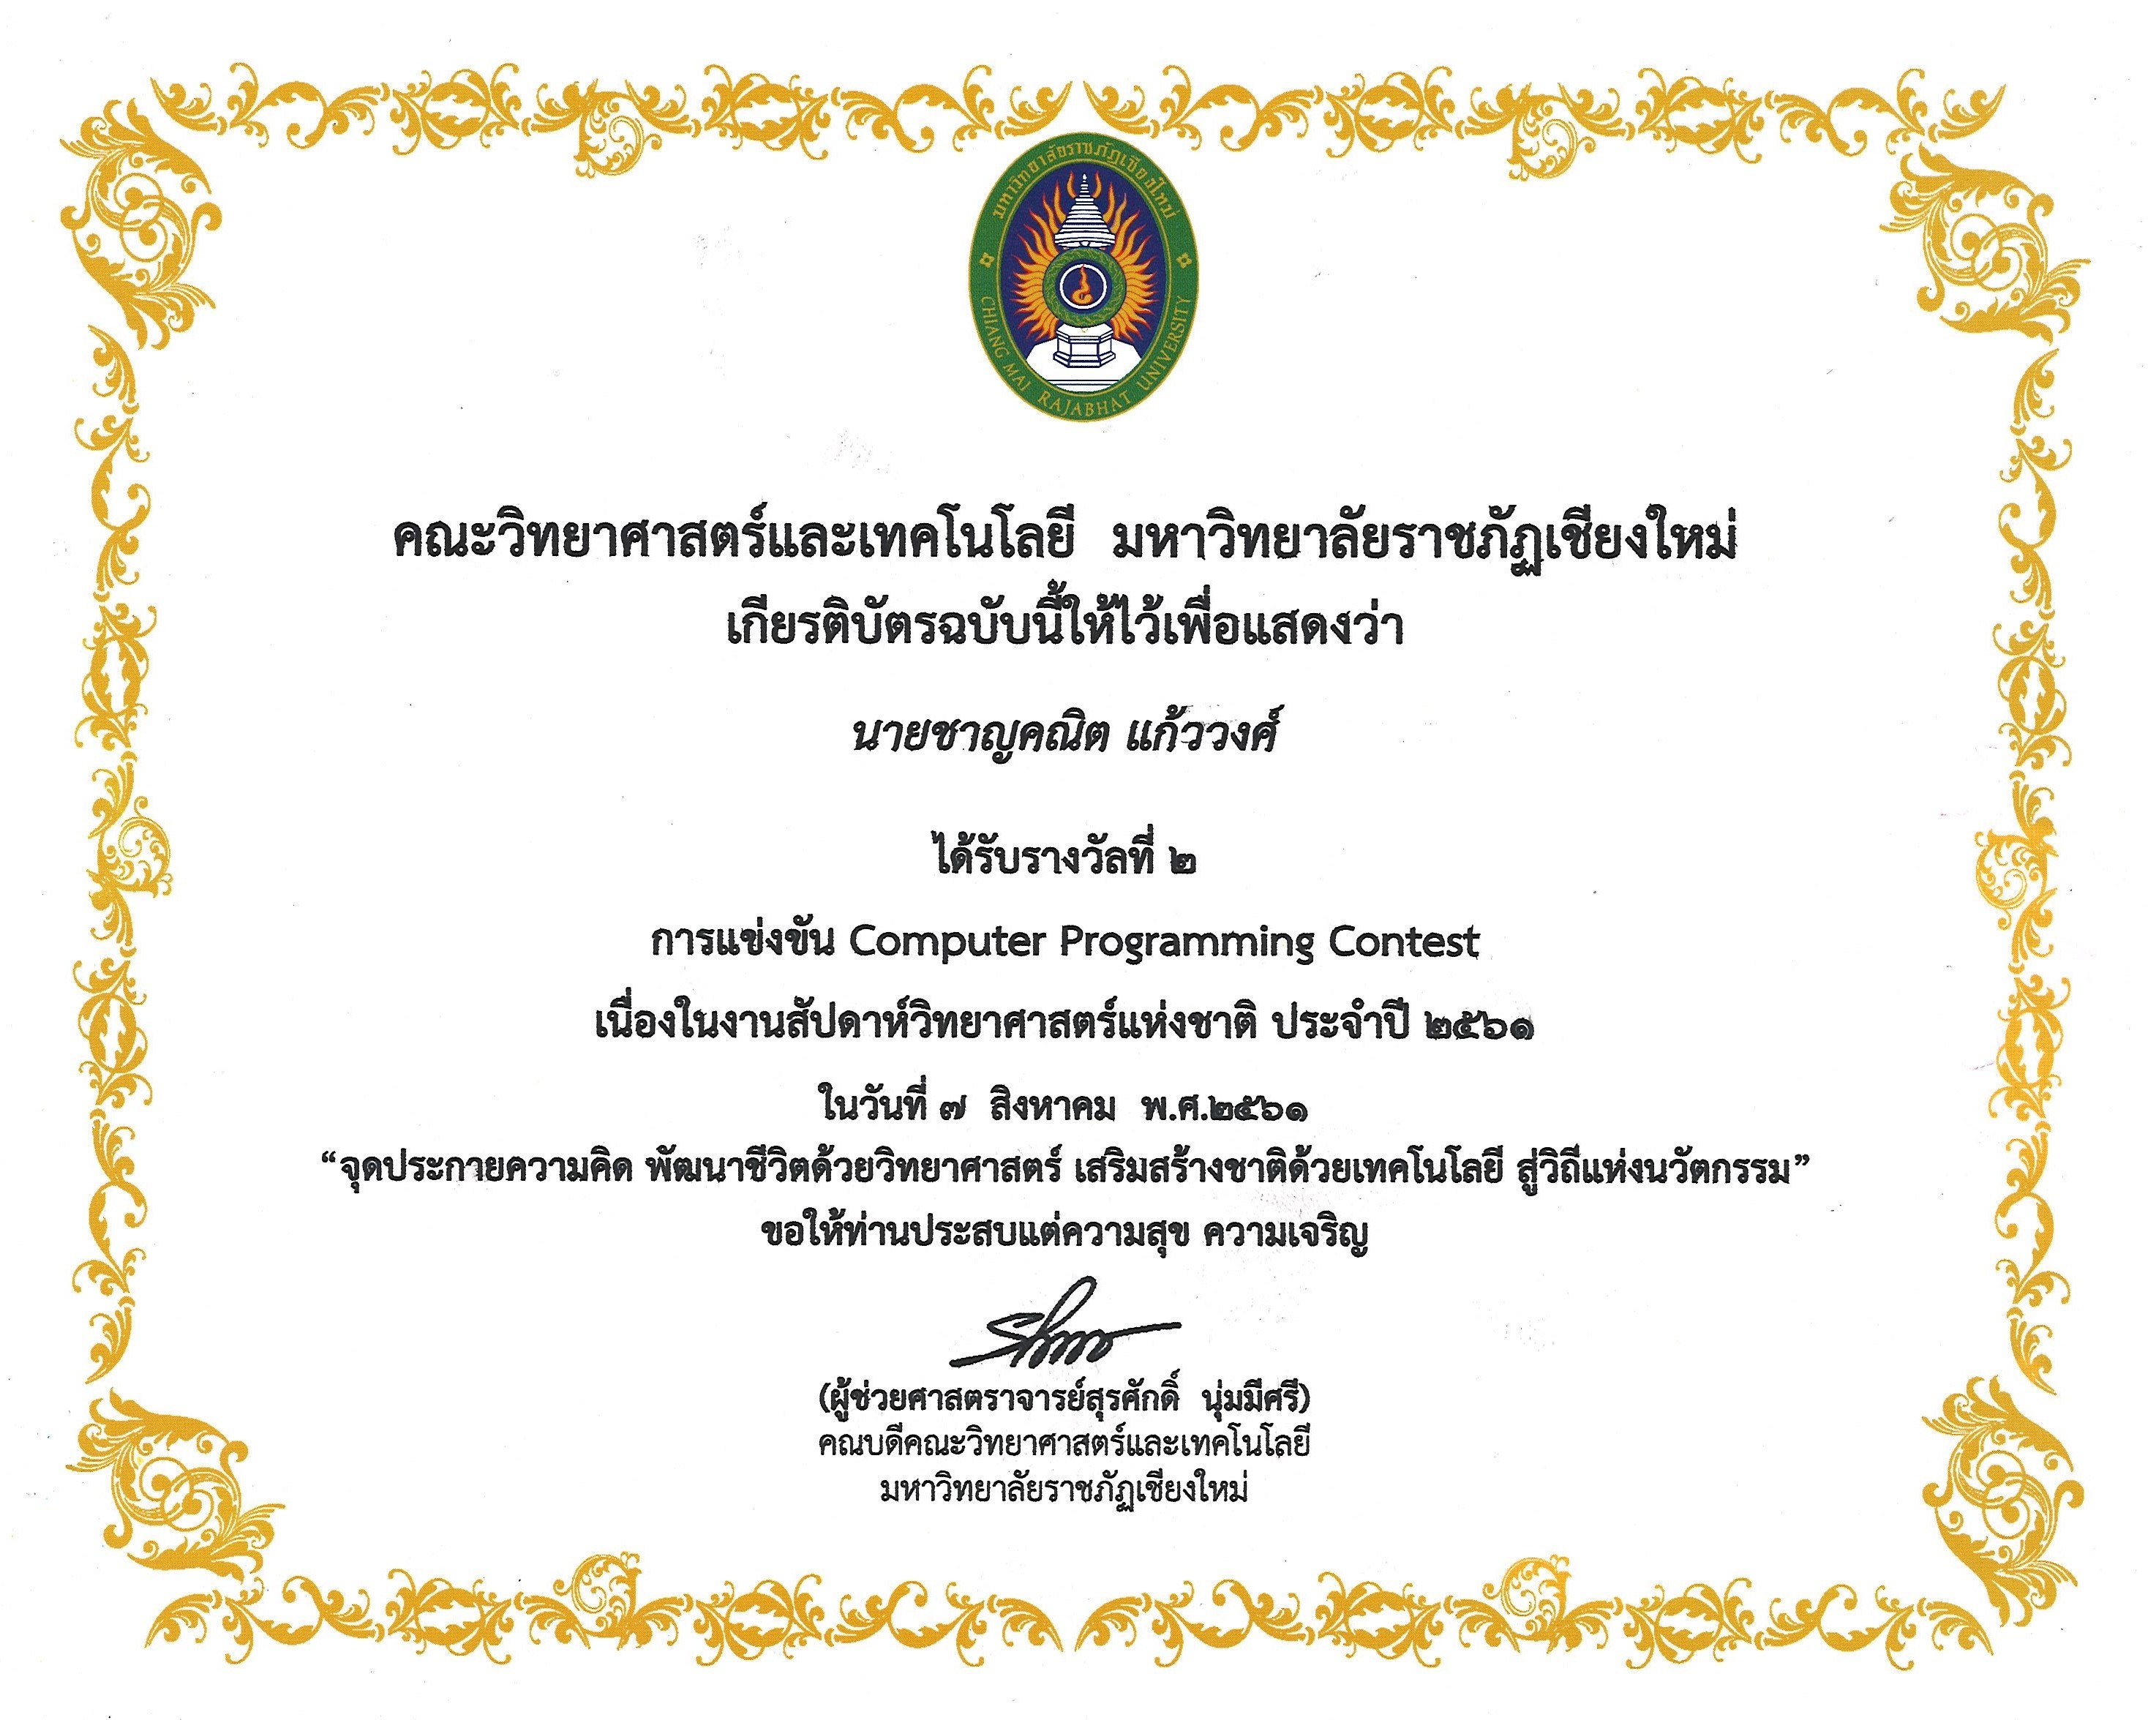 มหาวิทยาลัยราชภัฏเชียงใหม่
CHIANG MAI RAJABHAT UNIVERSITY
คณะวิทยาศาสตร์และเทคโนโลยี มหาวิทยาลัยราชภัฏเชียงใหม่
เกียรติบัตรฉบับนี้ให้ไว้เพื่อแสดงว่า
นายชาญคณิต แก้ววงศ์
ได้รับรางวัลที่ ๒
การแข่งขัน Computer Programming Contest
เนื่องในงานสัปดาห์วิทยาศาสตร์แห่งชาติ ประจำปี ๒๕๖๑
ในวันที่ ๗ สิงหาคม พ.ศ.๒๕๖๑
“จุดประกายความคิด พัฒนาชีวิตด้วยวิทยาศาสตร์ เสริมสร้างชาติด้วยเทคโนโลยี สู่วิถีแห่งนวัตกรรม”
ขอให้ท่านประสบแต่ความสุข ความเจริญ
(ผู้ช่วยศาสตราจารย์สุรศักดิ์ นุ่มมีศรี)
คณบดีคณะวิทยาศาสตร์และเทคโนโลยี
มหาวิทยาลัยราชภัฏเชียงใหม่